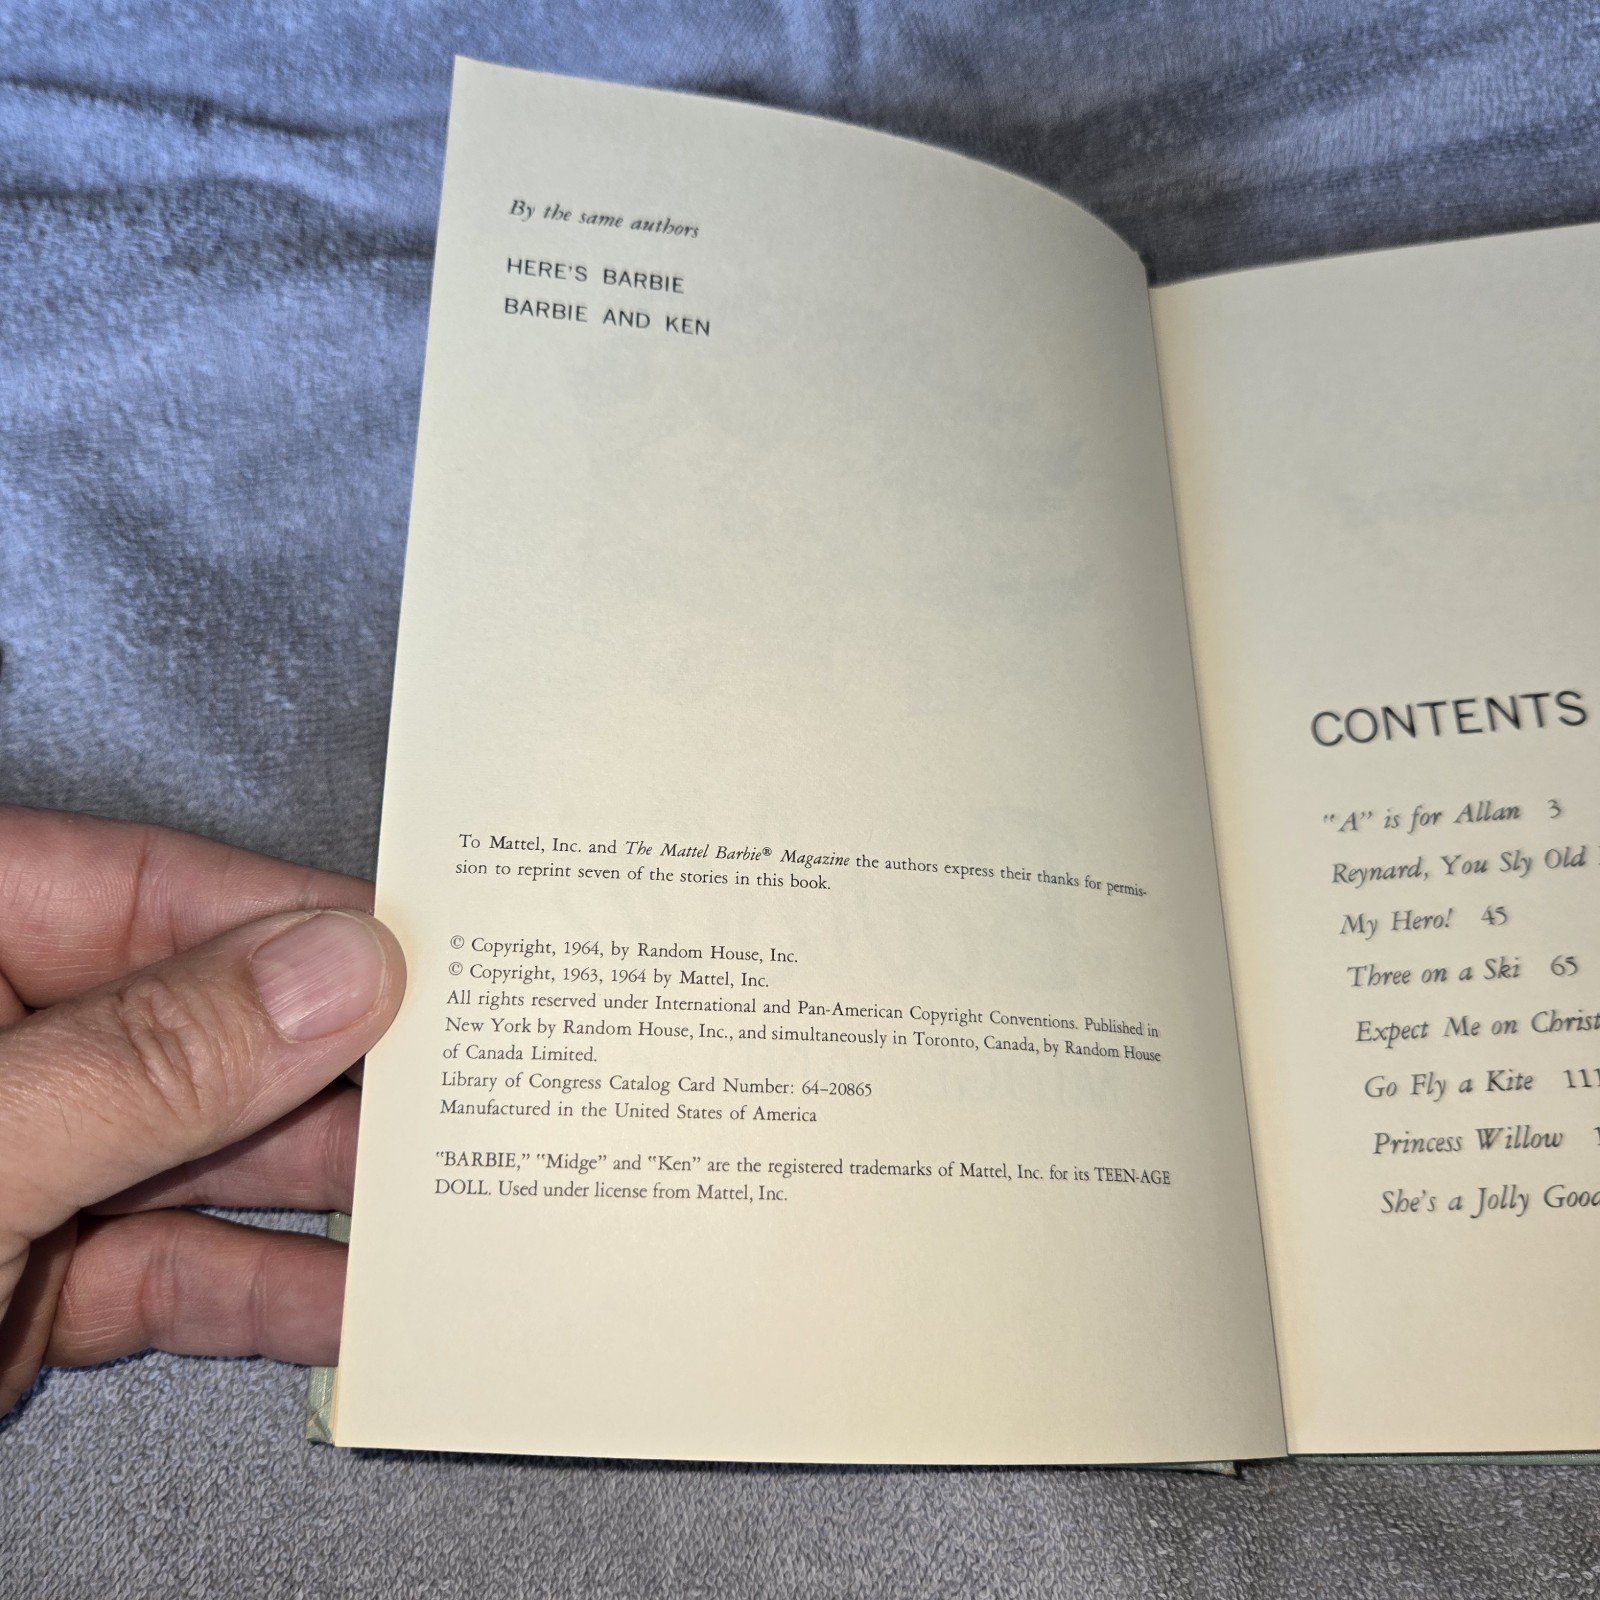 By the same authors
HERE'S BARBIE
BARBIE AND KEN
To Mattel, Inc. and The Mattel Barbie® Magazine the authors express their thanks for permis-
sion to reprint seven of the stories in this book.
© Copyright, 1964, by Random House, Inc.
© Copyright, 1963, 1964 by Mattel, Inc.
All rights reserved under International and Pan-American Copyright Conventions. Published in
New York by Random House, Inc., and simultaneously in Toronto, Canada, by Random House
of Canada Limited.
Library of Congress Catalog Card Number: 64-20865
Manufactured in the United States of America
"BARBIE," "Midge" and "Ken" are the registered trademarks of Mattel, Inc. for its TEEN-AGE
DOLL. Used under license from Mattel, Inc.
CONTENTS
"A" is for Allan 3
Reynard, You Sly Old
My Hero! 45
Three on a Ski 65
Expect Me on Christ
Go Fly a Kite 111
Princess Willow
She's a Jolly Good